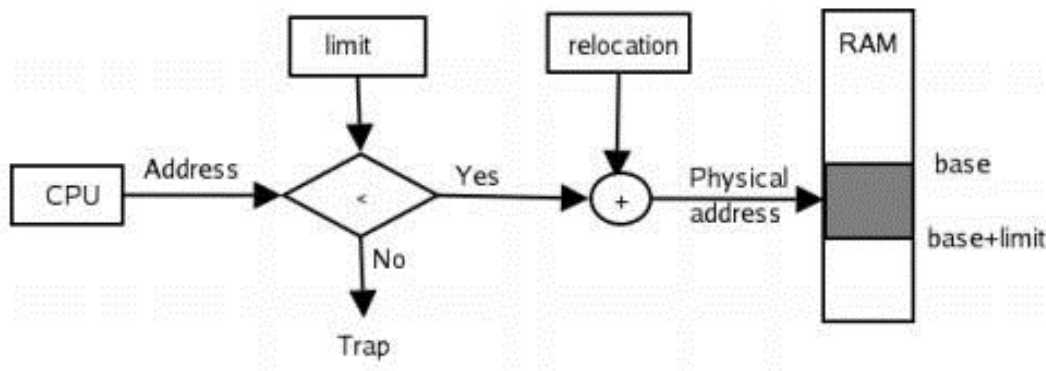 limit
relocation
RAM
CPU
Address
<
Yes
+
Physical
address
base
base+limit
No
Trap